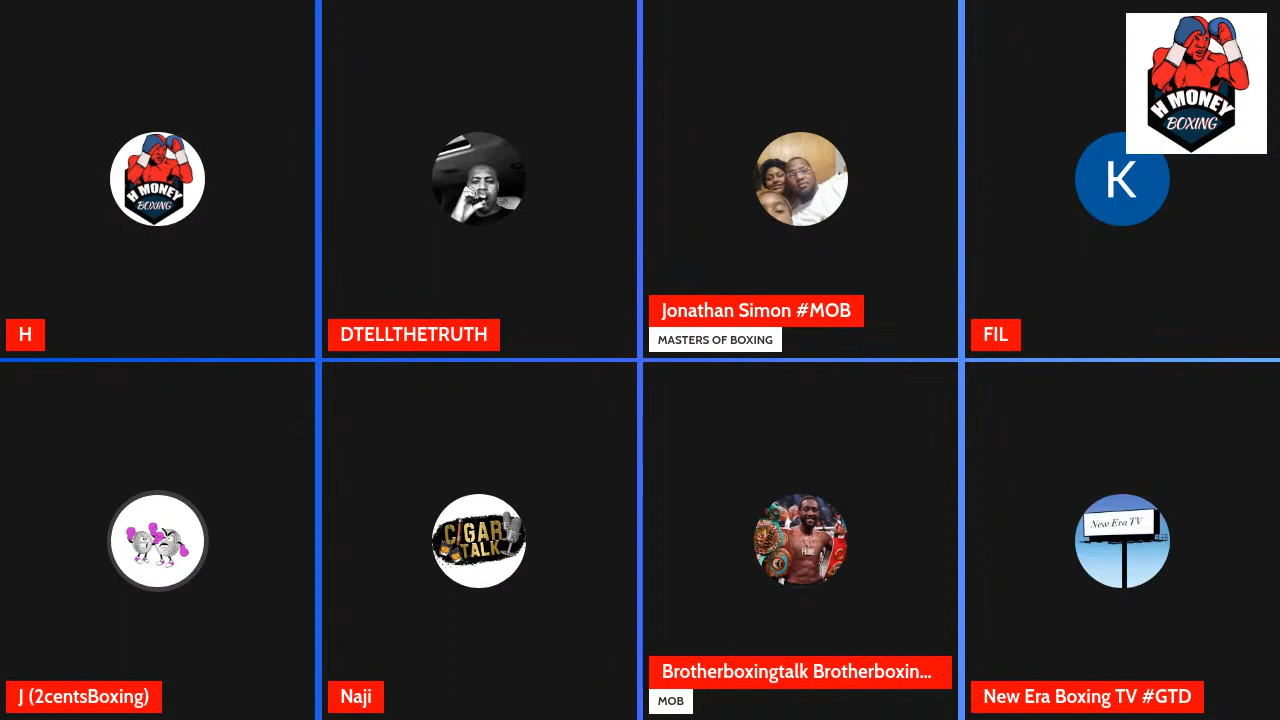 H MONEY
BOXING
H
DTELLTHETRUTH
Jonathan Simon #MOB
MASTERS OF BOXING
K
FIL
H MONEY
BOXING
J (2centsBoxing)
CIGAR
TALK
Naji
PRIME
Brotherboxingtalk Brotherboxin...
MOB
New Era TV
New Era Boxing TV #GTD